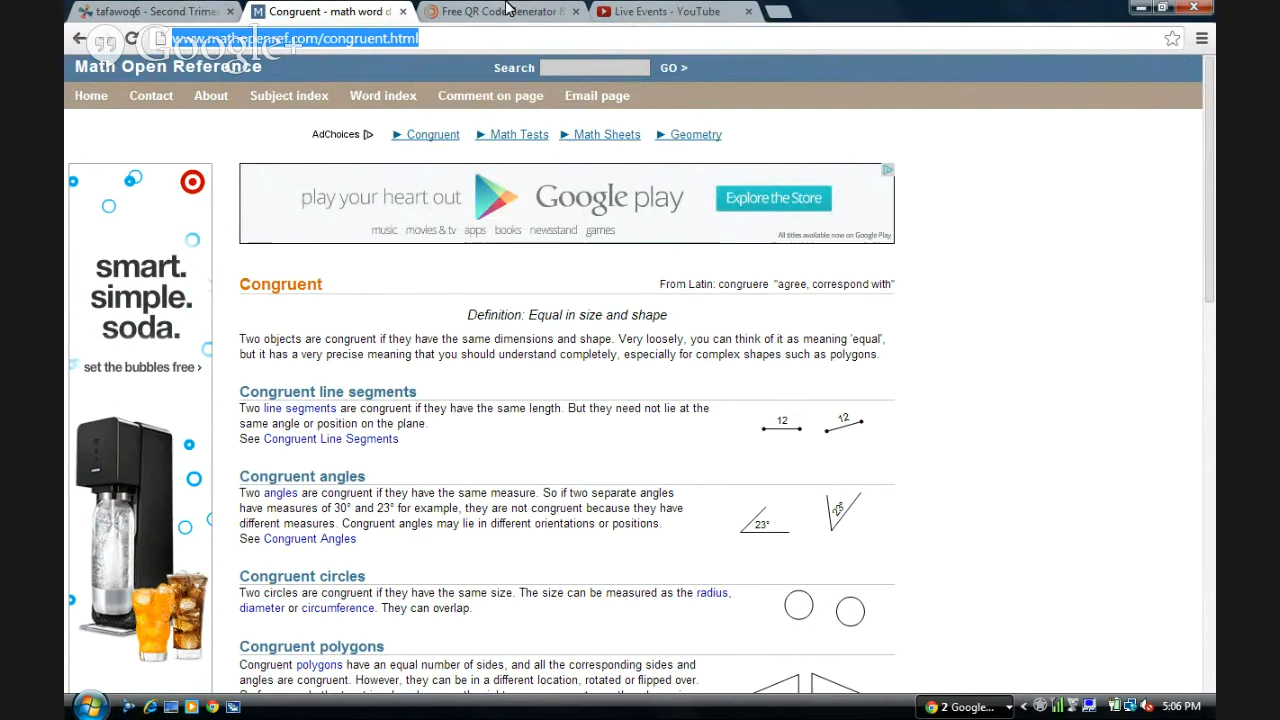 tafawoq6 - Second Trimes
Congruent - math word d
Free QR Code Generator &
Live Events - YouTube
www.mathopenref.com/congruent.html
Google+
Math Open Reference
Search
GO >
Home
Contact
About
Subject index
Word index
Comment on page
Email page
AdChoices
► Congruent
► Math Tests
► Math Sheets
► Geometry
play your heart out
Google play
Explore the Store
music movies & tv apps books newsstand games
All titles available now on Google Play
smart.
simple.
soda.
set the bubbles free ›
Congruent
From Latin: congruere "agree, correspond with"
Definition: Equal in size and shape
Two objects are congruent if they have the same dimensions and shape. Very loosely, you can think of it as meaning 'equal',
but it has a very precise meaning that you should understand completely, especially for complex shapes such as polygons.
Congruent line segments
Two line segments are congruent if they have the same length. But they need not lie at the
same angle or position on the plane.
See Congruent Line Segments
12
12
Congruent angles
Two angles are congruent if they have the same measure. So if two separate angles
have measures of 30° and 23° for example, they are not congruent because they have
different measures. Congruent angles may lie in different orientations or positions.
See Congruent Angles
23°
23°
Congruent circles
Two circles are congruent if they have the same size. The size can be measured as the radius,
diameter or circumference. They can overlap.
Congruent polygons
Congruent polygons have an equal number of sides, and all the corresponding sides and
angles are congruent. However, they can be in a different location, rotated or flipped over.
2 Google...
5:06 PM